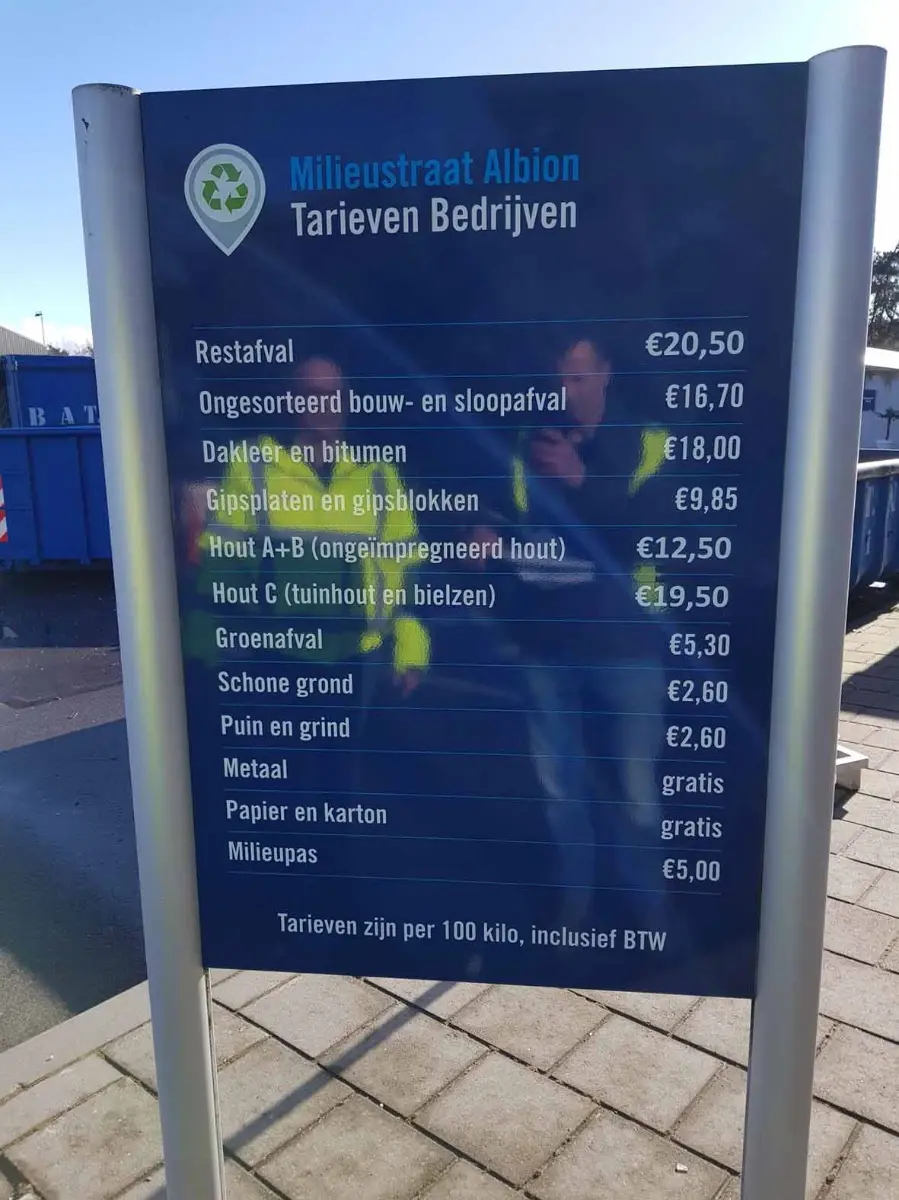 Milieustraat Albion
Tarieven Bedrijven
Restafval €20,50
Ongesorteerd bouw- en sloopafval €16,70
Dakleer en bitumen €18,00
Gipsplaten en gipsblokken €9,85
Hout A+B (ongeïmpregneerd hout) €12,50
Hout C (tuinhout en bielzen) €19,50
Groenafval €5,30
Schone grond €2,60
Puin en grind €2,60
Metaal gratis
Papier en karton gratis
Milieupas €5,00
Tarieven zijn per 100 kilo, inclusief BTW
BAT